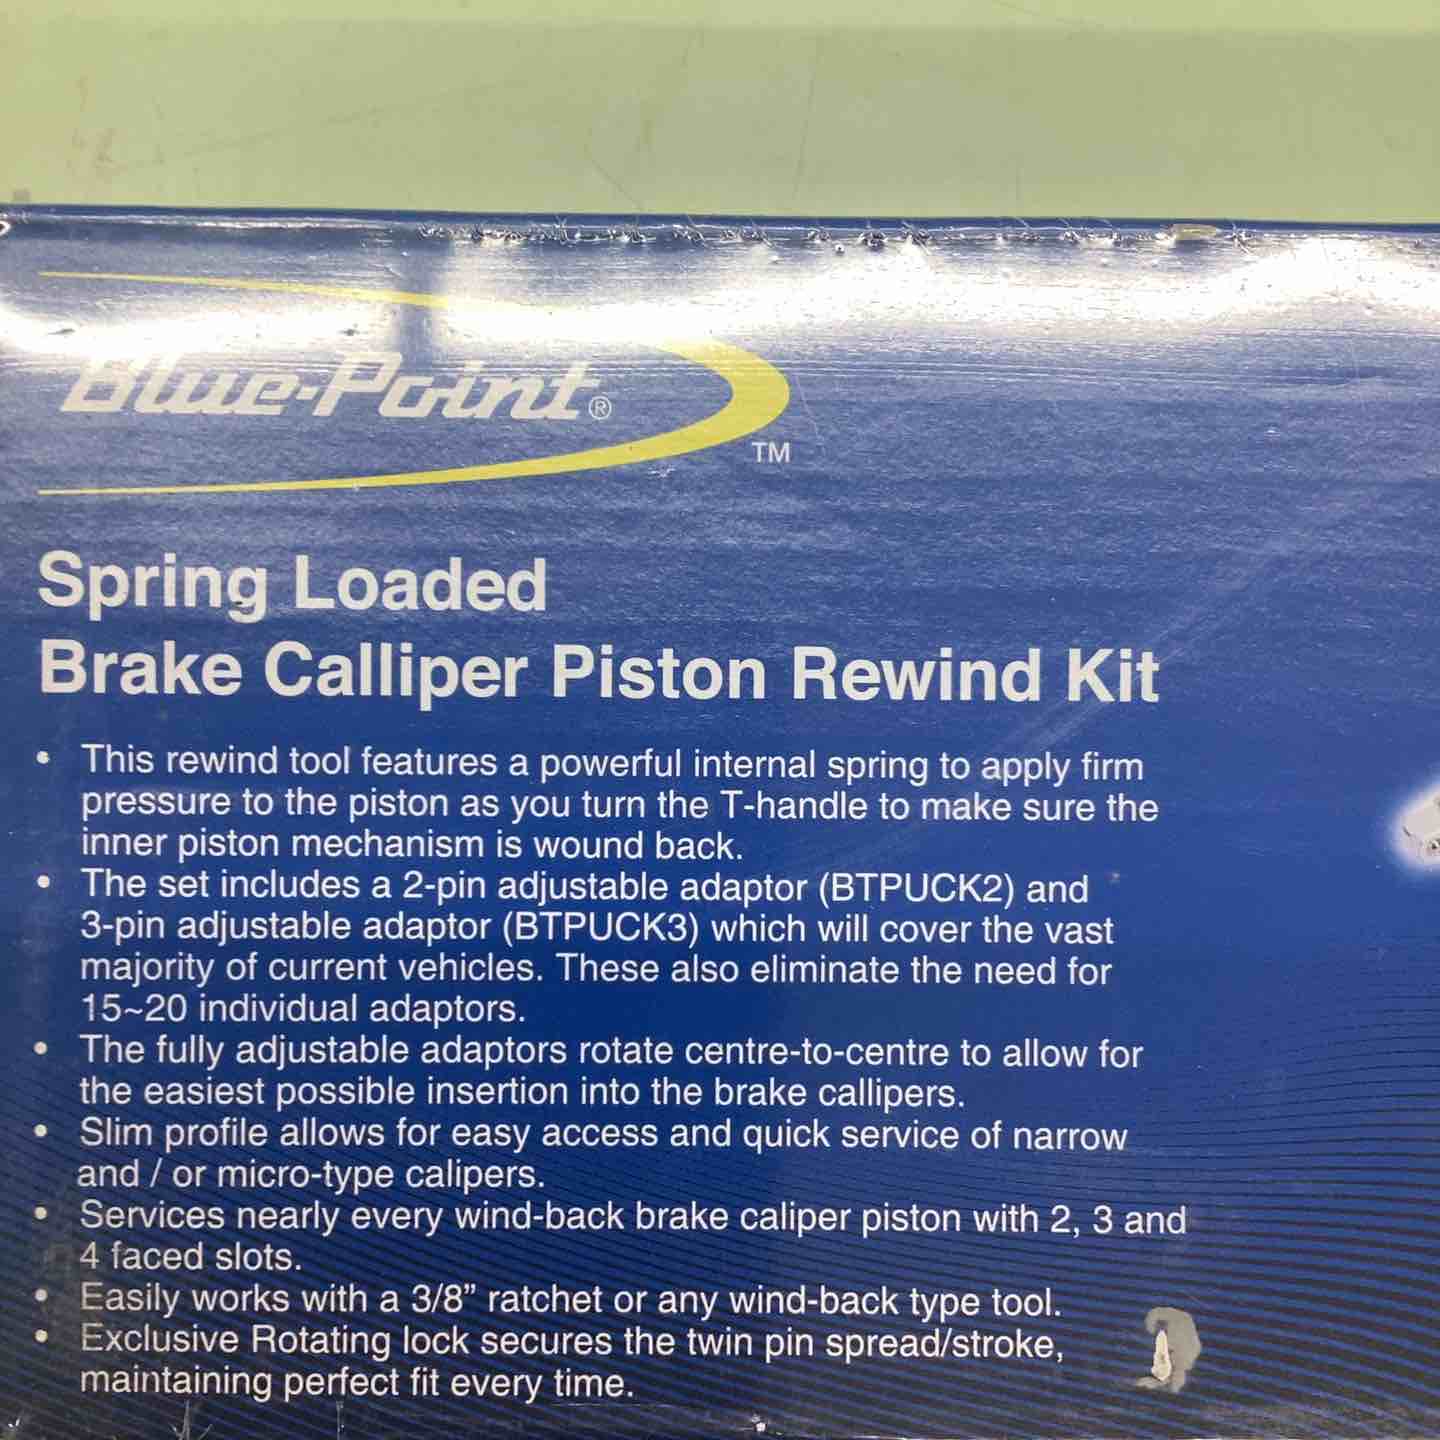 Blue-Point®
TM
Spring Loaded
Brake Calliper Piston Rewind Kit
• This rewind tool features a powerful internal spring to apply firm
pressure to the piston as you turn the T-handle to make sure the
inner piston mechanism is wound back.
• The set includes a 2-pin adjustable adaptor (BTPUCK2) and
3-pin adjustable adaptor (BTPUCK3) which will cover the vast
majority of current vehicles. These also eliminate the need for
15~20 individual adaptors.
• The fully adjustable adaptors rotate centre-to-centre to allow for
the easiest possible insertion into the brake callipers.
• Slim profile allows for easy access and quick service of narrow
and / or micro-type calipers.
• Services nearly every wind-back brake caliper piston with 2, 3 and
4 faced slots.
• Easily works with a 3/8” ratchet or any wind-back type tool.
• Exclusive Rotating lock secures the twin pin spread/stroke,
maintaining perfect fit every time.